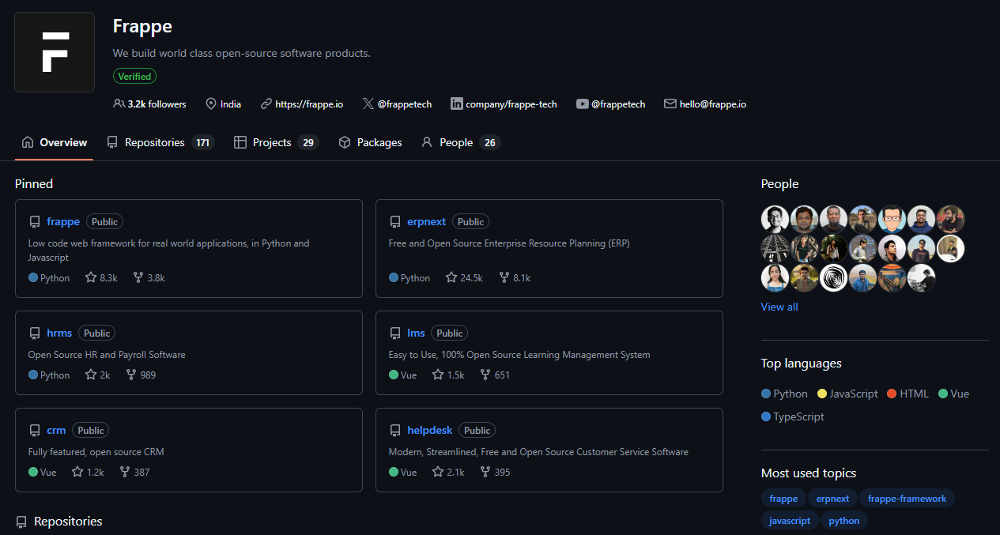 Frappe
We build world class open-source software products.
Verified
3.2k followers India https://frappe.io @frappetech company/frappe-tech @frappetech hello@frappe.io
Overview Repositories 171 Projects 29 Packages People 26
Pinned
frappe Public
Low code web framework for real world applications, in Python and
Javascript
Python 8.3k 3.8k
erpnext Public
Free and Open Source Enterprise Resource Planning (ERP)
Python 24.5k 8.1k
hrms Public
Open Source HR and Payroll Software
Python 2k 989
lms Public
Easy to Use, 100% Open Source Learning Management System
Vue 1.5k 651
crm Public
Fully featured, open source CRM
Vue 1.2k 387
helpdesk Public
Modern, Streamlined, Free and Open Source Customer Service Software
Vue 2.1k 395
Repositories
People
View all
Top languages
Python JavaScript HTML Vue
TypeScript
Most used topics
frappe erpnext frappe-framework
javascript python